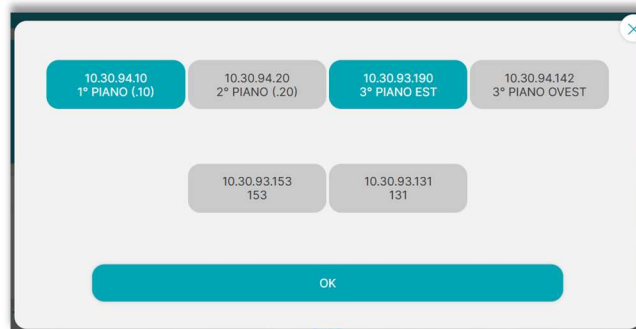 10.30.94.10
1° PIANO (.10)
10.30.94.20
2° PIANO (.20)
10.30.93.190
3° PIANO EST
10.30.94.142
3° PIANO OVEST
10.30.93.153
153
10.30.93.131
131
OK